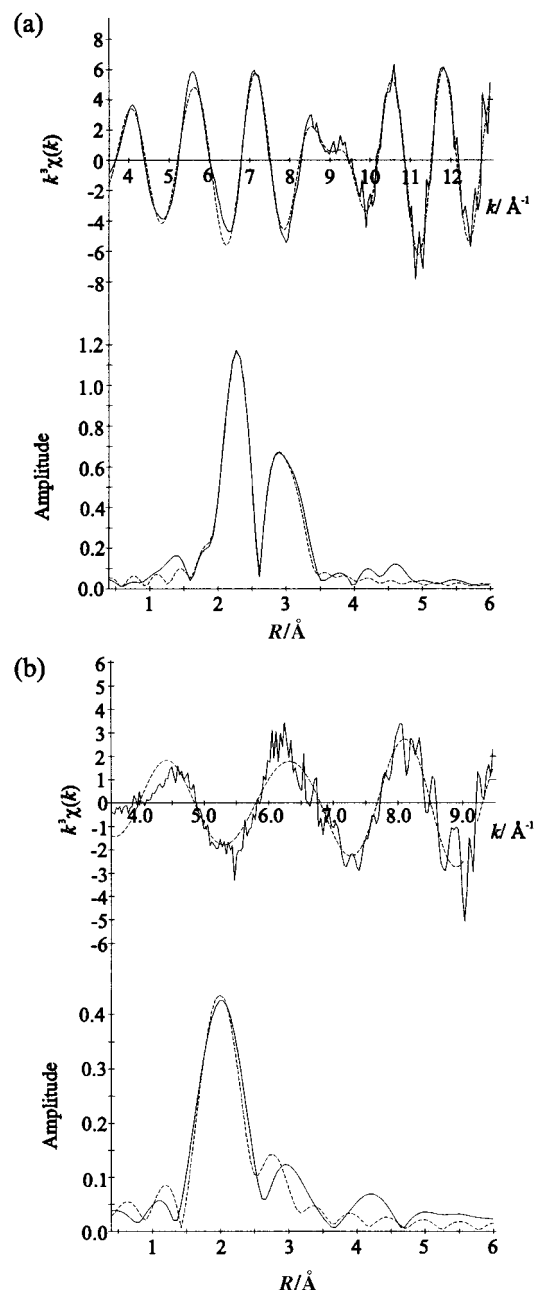 (a)
8
6
4
2
0
-2
-4
-6
-8
k³χ(k)
4 5 6 7 8 9 10 11 12
k/ Å⁻¹
1.2
1.0
0.8
0.6
0.4
0.2
0.0
Amplitude
1 2 3 4 5 6
R/Å
(b)
6
5
4
3
2
1
0
-1
-2
-3
-4
-5
-6
k³χ(k)
4.0 5.0 6.0 7.0 8.0 9.0
k/ Å⁻¹
0.4
0.3
0.2
0.1
0.0
Amplitude
1 2 3 4 5 6
R/Å